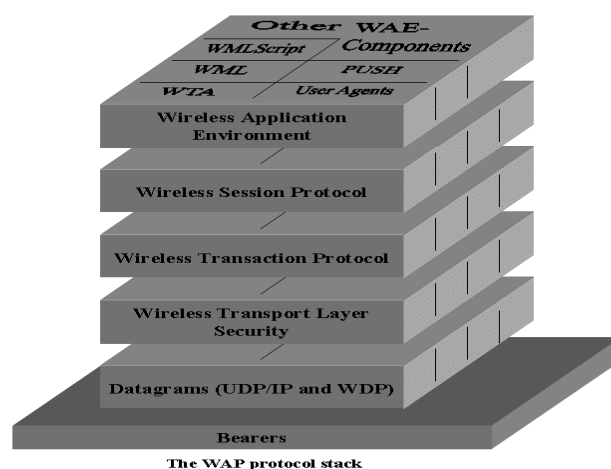 Other WAE-
WMLScript Components
WML PUSH
WTA User Agents
Wireless Application
Environment
Wireless Session Protocol
Wireless Transaction Protocol
Wireless Transport Layer
Security
Datagrams (UDP/IP and WDP)
Bearers
The WAP protocol stack